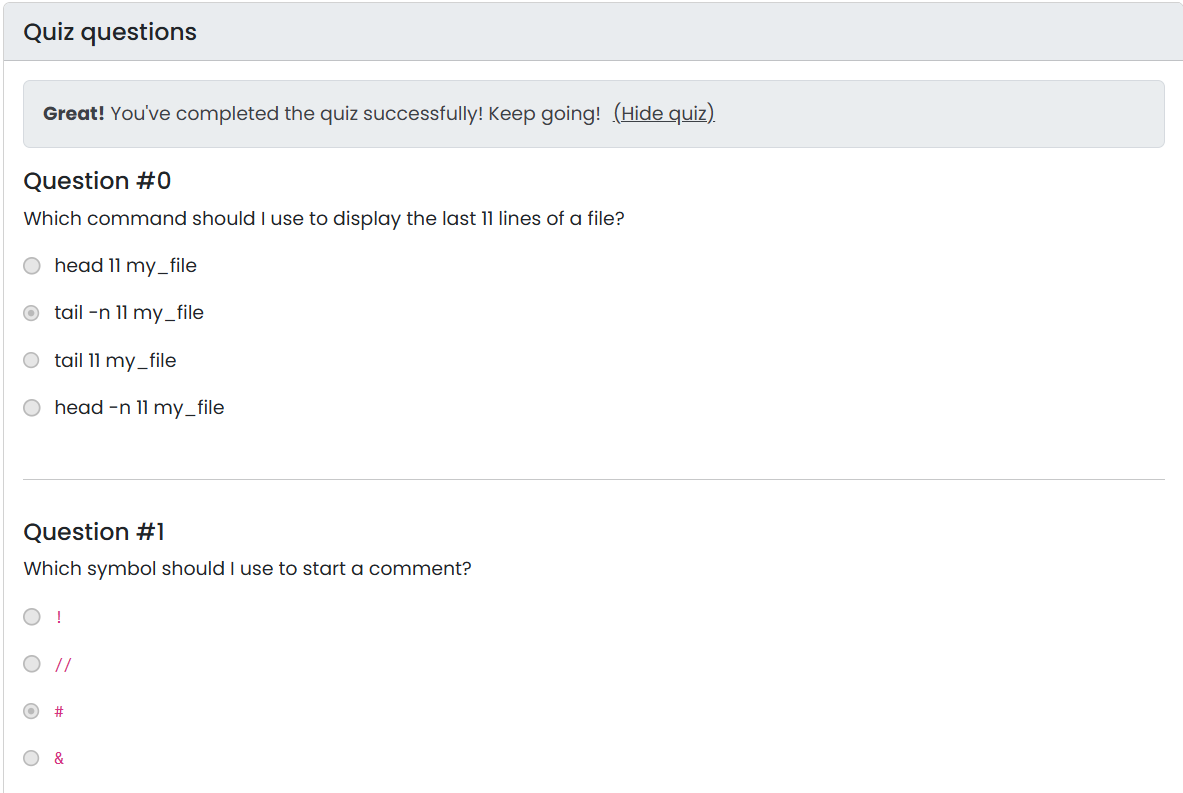 Quiz questions
Great! You've completed the quiz successfully! Keep going! (Hide quiz)
Question #0
Which command should I use to display the last 11 lines of a file?
head 11 my_file
tail -n 11 my_file
tail 11 my_file
head -n 11 my_file
Question #1
Which symbol should I use to start a comment?
!
//
#
&